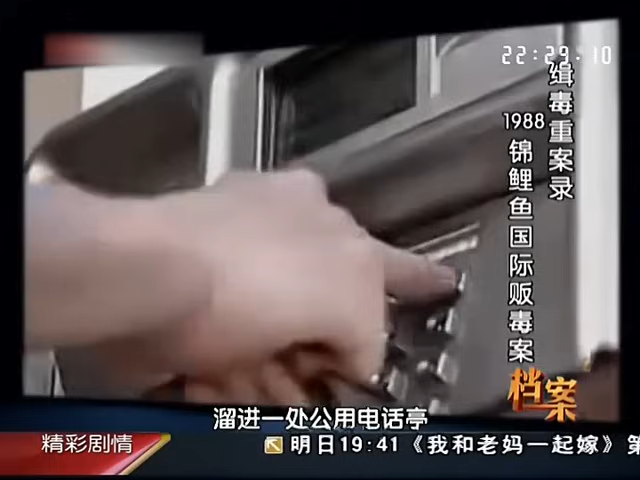 22:29:10
缉毒重案录
1988
锦鲤鱼国际贩毒案
档案
溜进一处公用电话亭
精彩剧情
明日19:41《我和老妈一起嫁》第